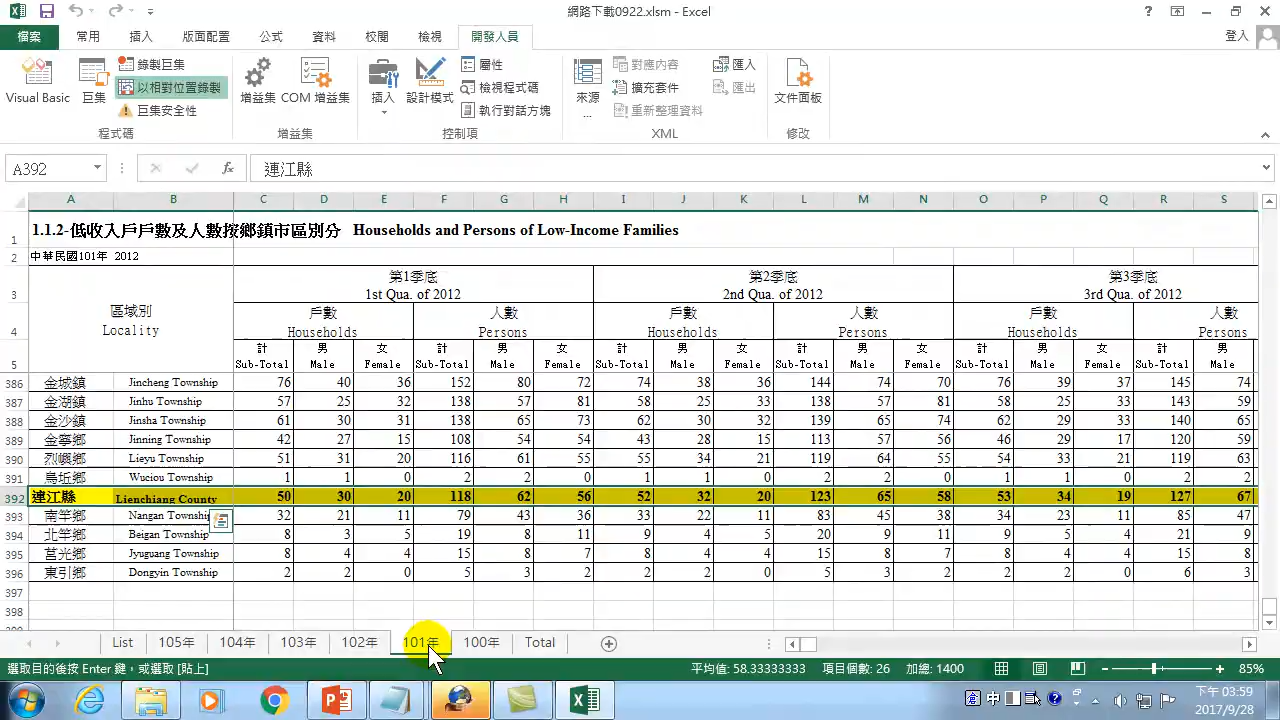 網路下載0922.xlsm - Excel
檔案 常用 插入 版面配置 公式 資料 校閱 檢視 開發人員 登入
Visual Basic 巨集 錄製巨集 以相對位置錄製 巨集安全性 程式碼
增益集 COM 增益集 增益集
插入 設計模式 屬性 檢視程式碼 執行對話方塊 控制項
來源... 對應內容 擴充套件 重新整理資料 匯入 匯出 XML
文件面板 修改
A392 fx 連江縣
A B C D E F G H I J K L M N O P Q R S
1 1.1.2-低收入戶戶數及人數按鄉鎮市區別分 Households and Persons of Low-Income Families
2 中華民國101年 2012
3 區域別 Locality 第1季底 1st Qua. of 2012 第2季底 2nd Qua. of 2012 第3季底 3rd Qua. of 2012
4 戶數 Households 人數 Persons 戶數 Households 人數 Persons 戶數 Households 人數 Persons
5 計 Sub-Total 男 Male 女 Female 計 Sub-Total 男 Male 女 Female 計 Sub-Total 男 Male 女 Female 計 Sub-Total 男 Male 女 Female 計 Sub-Total 男 Male 女 Female 計 Sub-Total 男 Male
386 金城鎮 Jincheng Township 76 40 36 152 80 72 74 38 36 144 74 70 76 39 37 145 74
387 金湖鎮 Jinhu Township 57 25 32 138 57 81 58 25 33 138 57 81 58 25 33 143 59
388 金沙鎮 Jinsha Township 61 30 31 138 65 73 62 30 32 139 65 74 62 29 33 140 65
389 金寧鄉 Jinning Township 42 27 15 108 54 54 43 28 15 113 57 56 46 29 17 120 59
390 烈嶼鄉 Lieyu Township 51 31 20 116 61 55 55 34 21 119 64 55 54 33 21 119 63
391 烏坵鄉 Wuciou Township 1 1 0 2 2 0 1 1 0 2 2 0 1 1 0 2 2
392 連江縣 Lienchiang County 50 30 20 118 62 56 52 32 20 123 65 58 53 34 19 127 67
393 南竿鄉 Nangan Township 32 21 11 79 43 36 33 22 11 83 45 38 34 23 11 85 47
394 北竿鄉 Beigan Township 8 3 5 19 8 11 9 4 5 20 9 11 9 5 4 21 9
395 莒光鄉 Jyuguang Township 8 4 4 15 8 7 8 4 4 15 8 7 8 4 4 15 8
396 東引鄉 Dongyin Township 2 2 0 5 3 2 2 2 0 5 3 2 2 2 0 6 3
397
398
List 105年 104年 103年 102年 101年 100年 Total
選取目的後按 Enter 鍵，或選取 [貼上] 平均值: 58.33333333 項目個數: 26 加總: 1400 85%
中 下午 03:59
2017/9/28